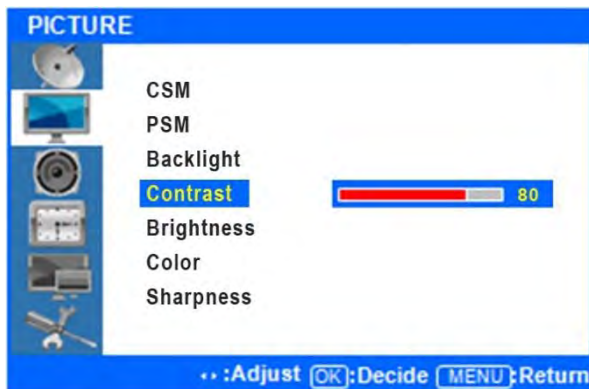 PICTURE
CSM
PSM
Backlight
Contrast 80
Brightness
Color
Sharpness
:Adjust OK:Decide MENU:Return